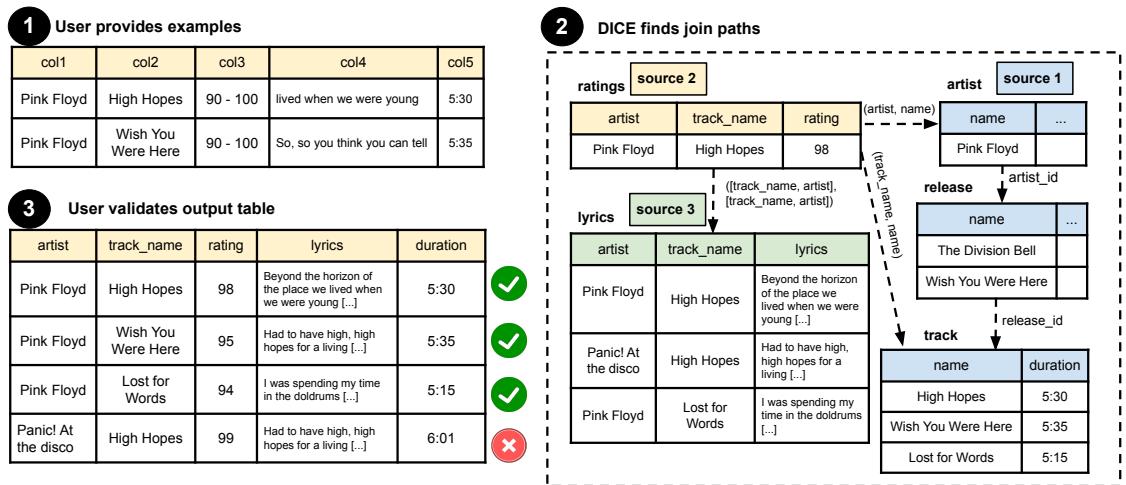 1 User provides examples
col1 col2 col3 col4 col5
Pink Floyd High Hopes 90 - 100 lived when we were young 5:30
Pink Floyd Wish You Were Here 90 - 100 So, so you think you can tell 5:35
3 User validates output table
artist track_name rating lyrics duration
Pink Floyd High Hopes 98 Beyond the horizon of the place we lived when we were young [...] 5:30
Pink Floyd Wish You Were Here 95 Had to have high, high hopes for a living [...] 5:35
Pink Floyd Lost for Words 94 I was spending my time in the doldrums [...] 5:15
Panic! At the disco High Hopes 99 Had to have high, high hopes for a living [...] 6:01
2 DICE finds join paths
ratings source 2
artist track_name rating
Pink Floyd High Hopes 98
(artist, name)
artist source 1
name ...
Pink Floyd
artist_id
release
name ...
The Division Bell
Wish You Were Here
release_id
(track_name, name)
track
name duration
High Hopes 5:30
Wish You Were Here 5:35
Lost for Words 5:15
([track_name, artist],
[track_name, artist])
lyrics source 3
artist track_name lyrics
Pink Floyd High Hopes Beyond the horizon of the place we lived when we were young [...]
Panic! At the disco High Hopes Had to have high, high hopes for a living [...]
Pink Floyd Lost for Words I was spending my time in the doldrums [...]